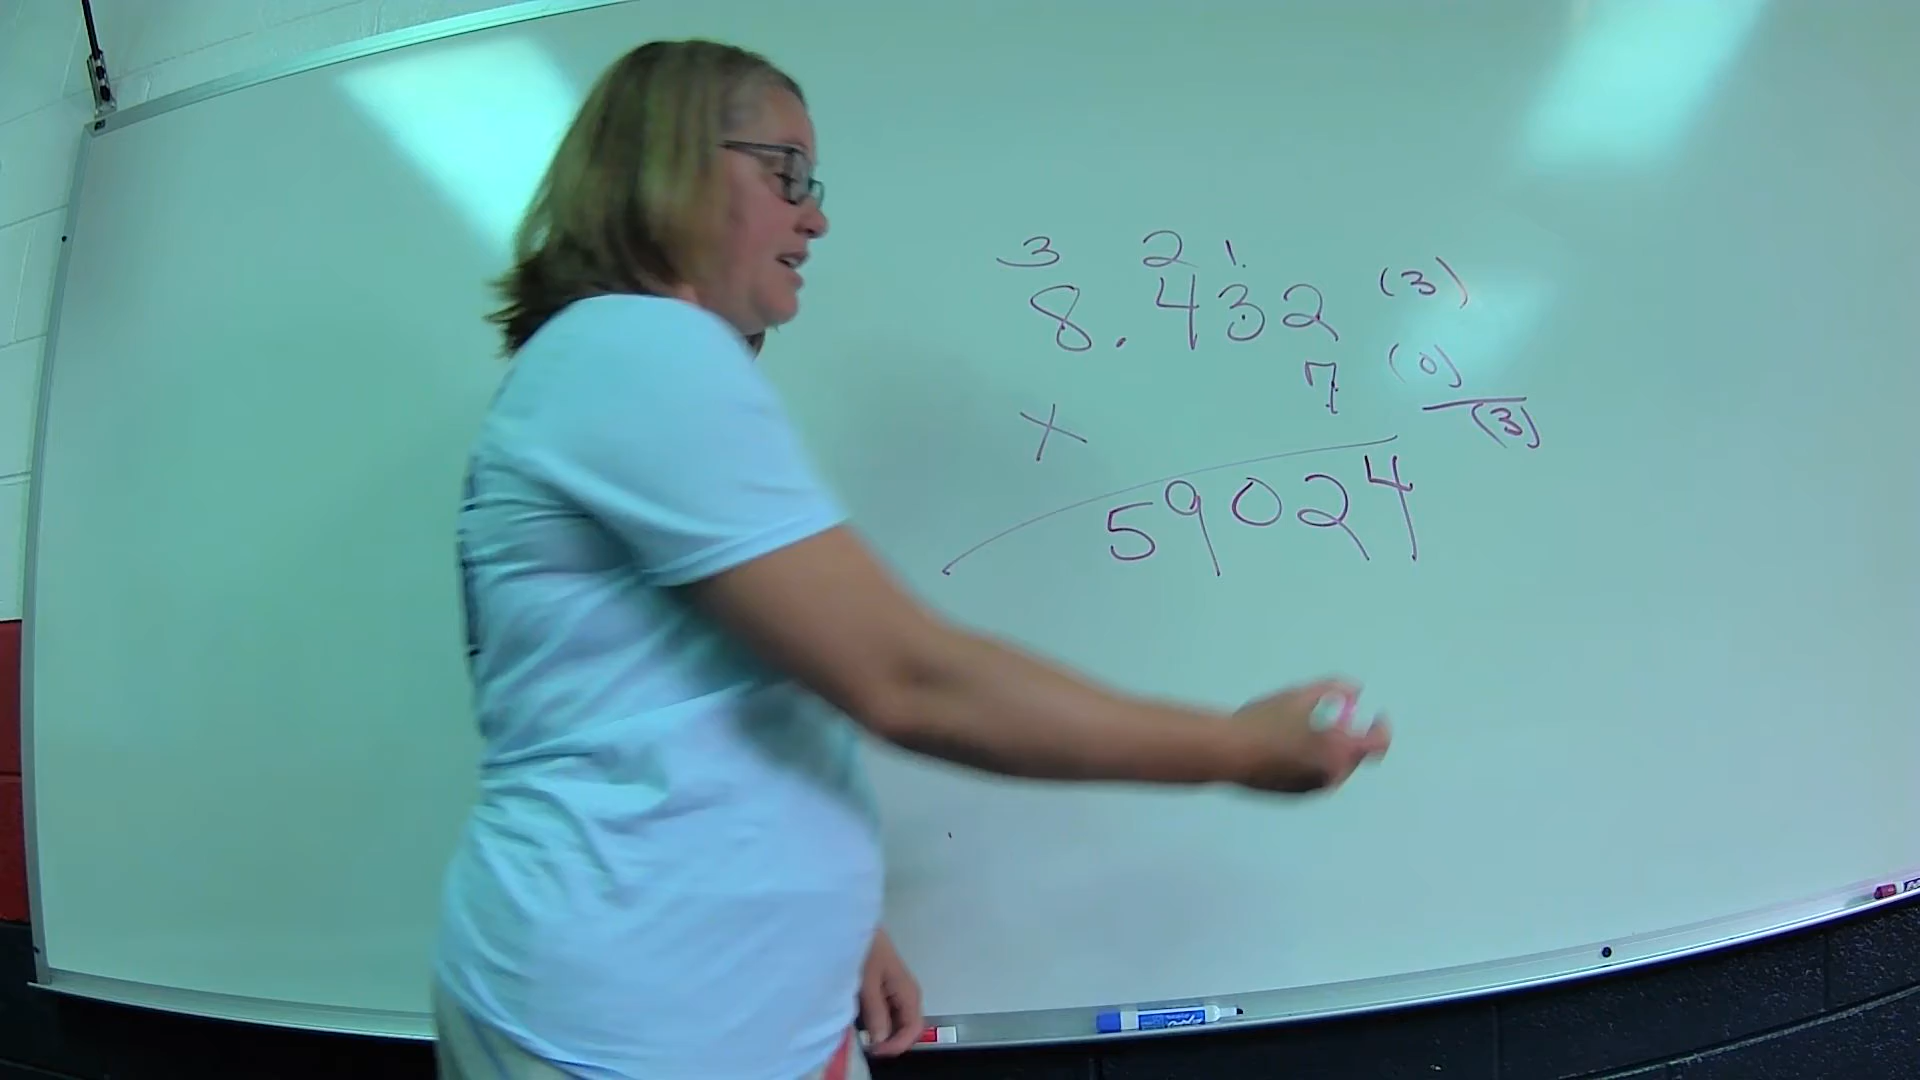 3 2 1
8.432 (3)
7 (0)
× (3)
59024